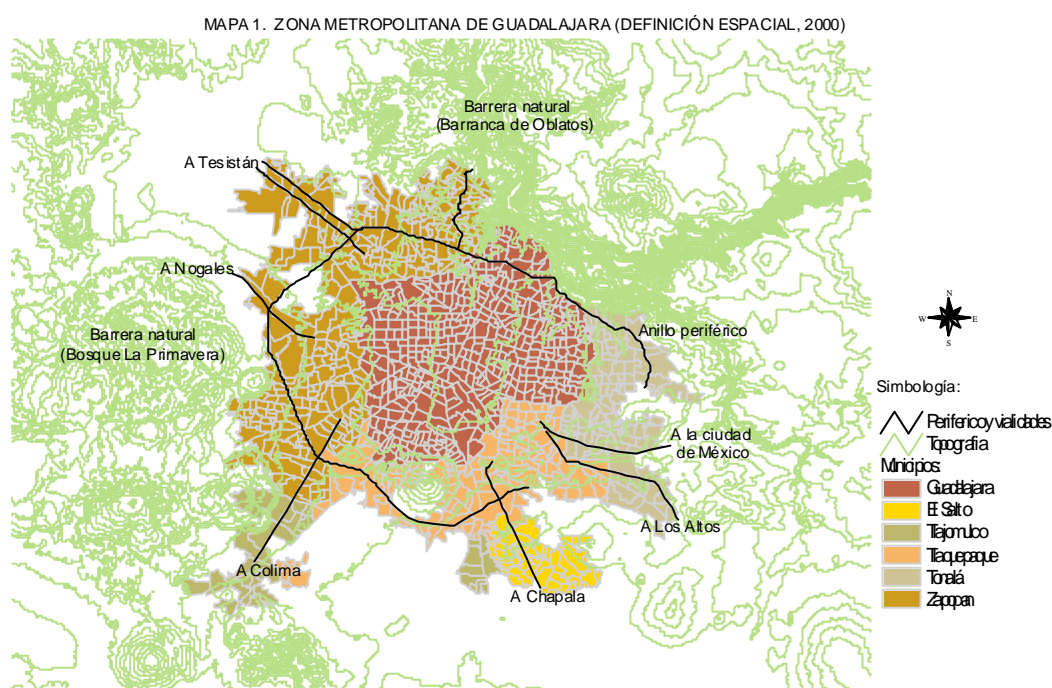 MAPA 1. ZONA METROPOLITANA DE GUADALAJARA (DEFINICIÓN ESPACIAL, 2000)
Barrera natural
(Barranca de Oblatos)
A Tesistán
A Nogales
Barrera natural
(Bosque La Primavera)
Anillo periférico
N
W
E
S
Simbología:
Periferico y vialidades
Topografía
A la ciudad
de México
Municipios:
Guadalajara
El Salto
A Los Altos
Tlajomulco
Tlaquepaque
A Colima
Tonalá
A Chapala
Zapopan